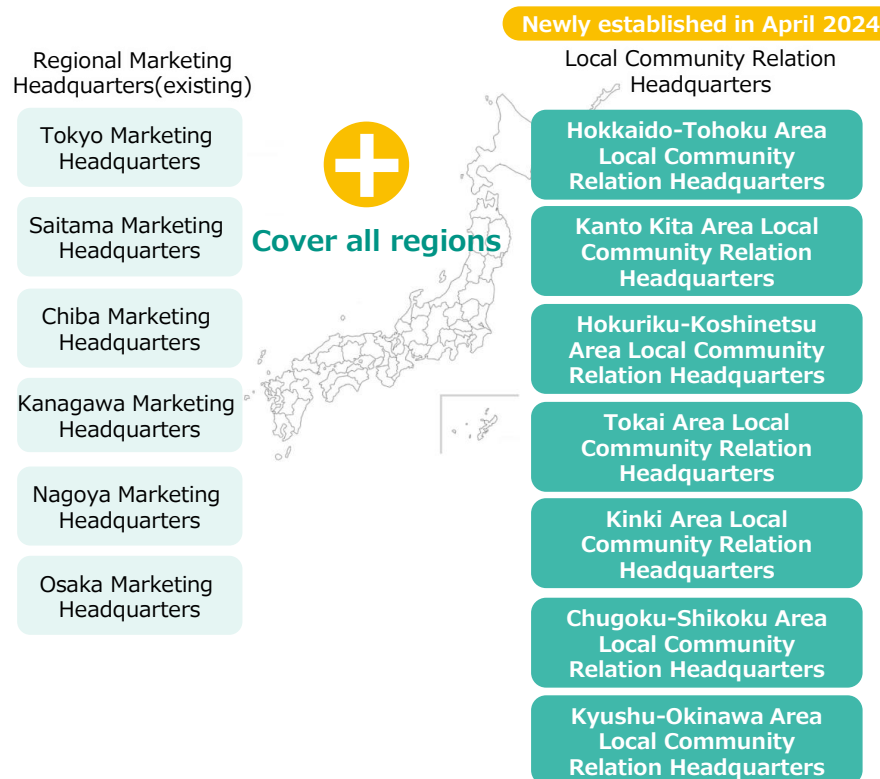 Newly established in April 2024
Regional Marketing
Headquarters(existing)
Tokyo Marketing
Headquarters
Saitama Marketing
Headquarters
Chiba Marketing
Headquarters
Kanagawa Marketing
Headquarters
Nagoya Marketing
Headquarters
Osaka Marketing
Headquarters
Cover all regions
Local Community Relation
Headquarters
Hokkaido-Tohoku Area
Local Community
Relation Headquarters
Kanto Kita Area Local
Community Relation
Headquarters
Hokuriku-Koshinetsu
Area Local Community
Relation Headquarters
Tokai Area Local
Community Relation
Headquarters
Kinki Area Local
Community Relation
Headquarters
Chugoku-Shikoku Area
Local Community
Relation Headquarters
Kyushu-Okinawa Area
Local Community
Relation Headquarters